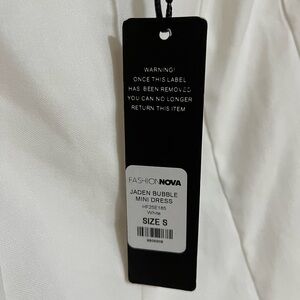 WARNING!
ONCE THIS LABEL
HAS BEEN REMOVED
YOU CAN NO LONGER
RETURN THIS ITEM
FASHIONNOVA
JADEN BUBBLE
MINI DRESS
HF25E185
White
SIZE S